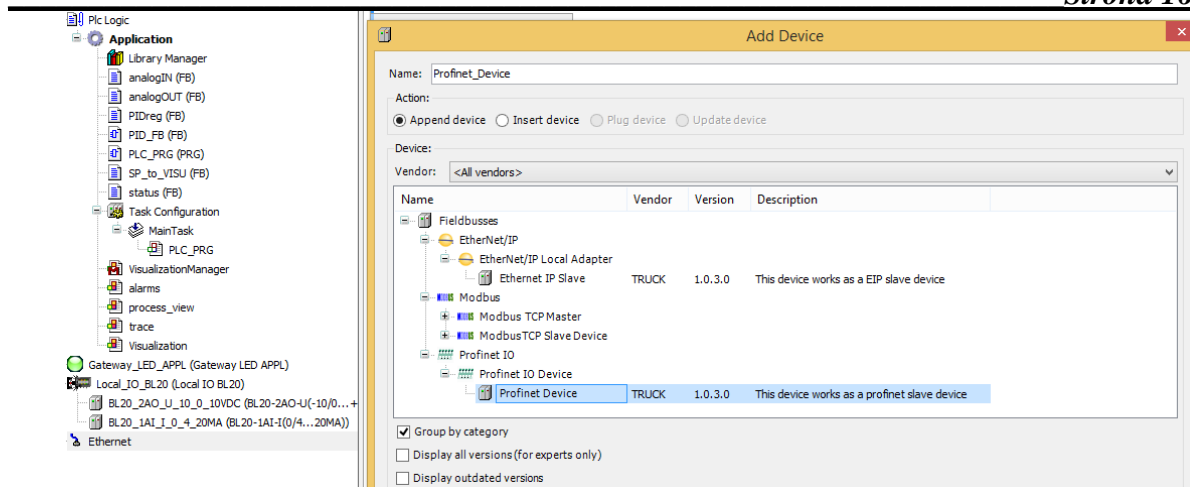 Plc Logic
Application
Library Manager
analogIN (FB)
analogOUT (FB)
PIDreg (FB)
PID_FB (FB)
PLC_PRG (PRG)
SP_to_VISU (FB)
status (FB)
Task Configuration
MainTask
PLC_PRG
VisualizationManager
alarms
process_view
trace
Visualization
Gateway_LED_APPL (Gateway LED APPL)
Local_IO_BL20 (Local IO BL20)
BL20_2AO_U_10_0_10VDC (BL20-2AO-U(-10/0...+
BL20_1AI_I_0_4_20MA (BL20-1AI-I(0/4...20MA))
Ethernet
Add Device
Name: Profinet_Device
Action:
Append device Insert device Plug device Update device
Device:
Vendor: <All vendors>
Name Vendor Version Description
Fieldbusses
EtherNet/IP
EtherNet/IP Local Adapter
Ethernet IP Slave TRUCK 1.0.3.0 This device works as a EIP slave device
Modbus
Modbus TCP Master
ModbusTCP Slave Device
Profinet IO
Profinet IO Device
Profinet Device TRUCK 1.0.3.0 This device works as a profinet slave device
Group by category
Display all versions (for experts only)
Display outdated versions